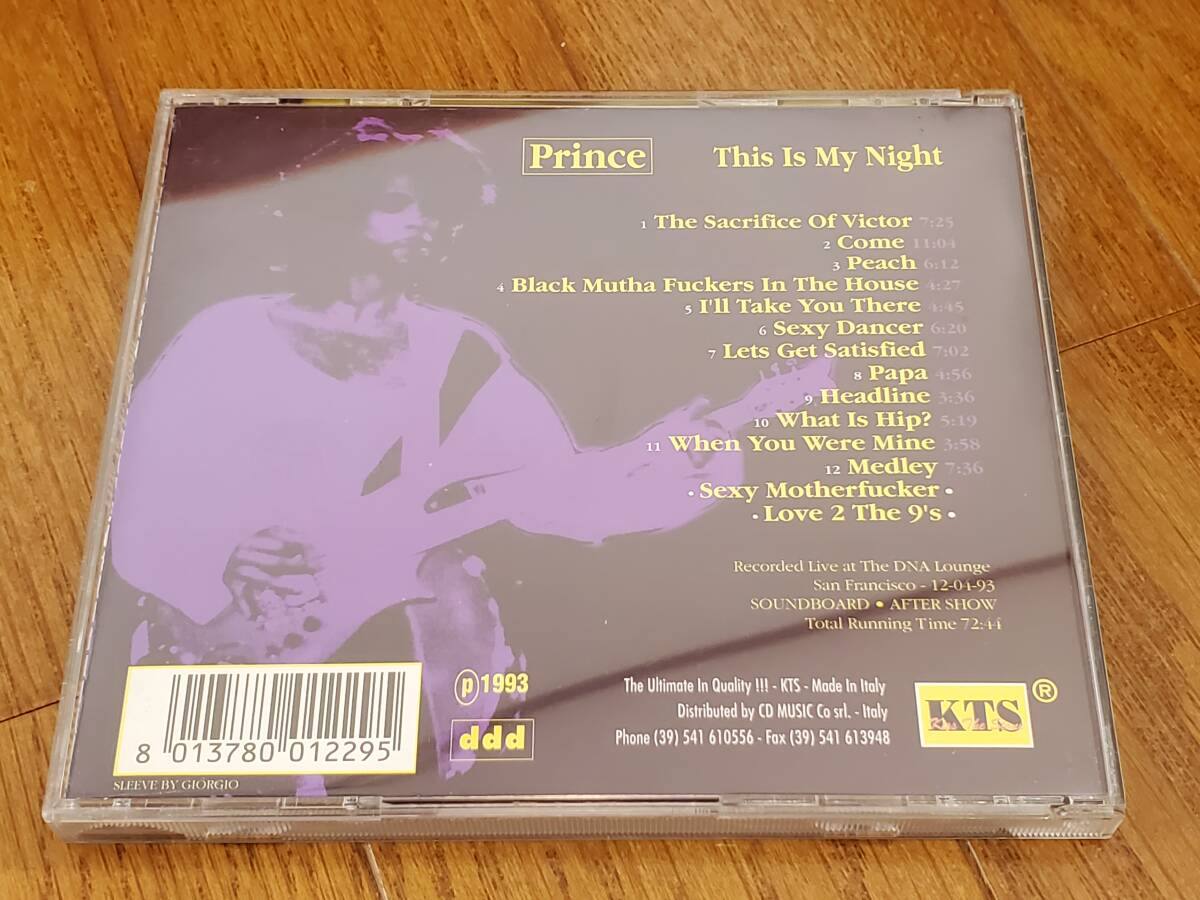 Prince This Is My Night
1 The Sacrifice Of Victor 7:25
2 Come 11:04
3 Peach 6:12
4 Black Mutha Fuckers In The House 4:27
5 I'll Take You There 4:45
6 Sexy Dancer 6:20
7 Lets Get Satisfied 7:02
8 Papa 4:56
9 Headline 3:36
10 What Is Hip? 5:19
11 When You Were Mine 3:58
12 Medley 7:36
• Sexy Motherfucker •
• Love 2 The 9's •
Recorded Live at The DNA Lounge
San Francisco - 12-04-93
SOUNDBOARD • AFTER SHOW
Total Running Time 72:44
8 013780 012295
SLEEVE BY GIORGIO
p 1993
ddd
The Ultimate In Quality !!! - KTS - Made In Italy
Distributed by CD MUSIC Co srl. - Italy
Phone (39) 541 610556 - Fax (39) 541 613948
KTS ®
Kiss The Stone